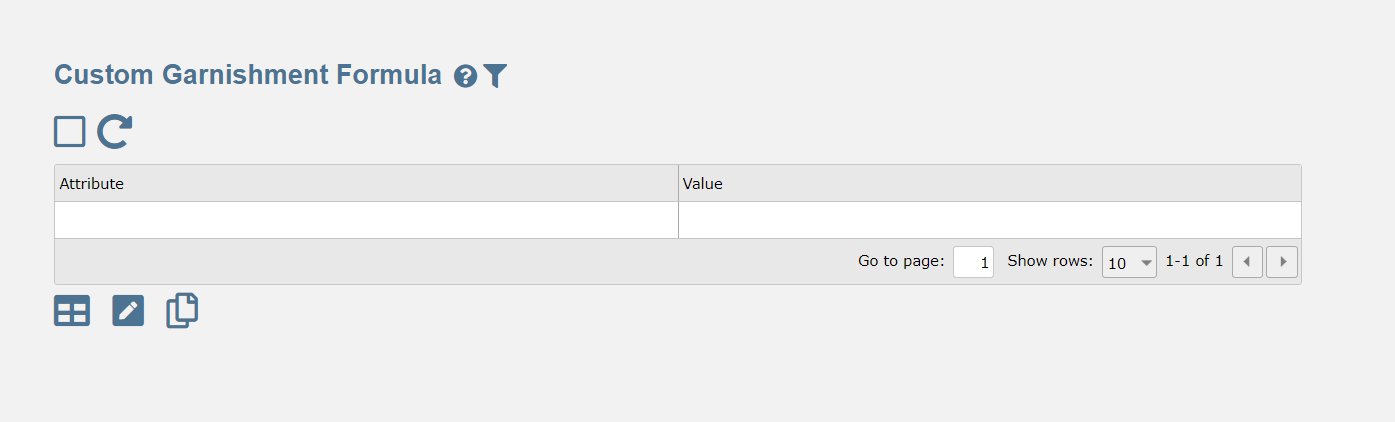 Custom Garnishment Formula
Attribute Value
Go to page: 1 Show rows: 10 1-1 of 1